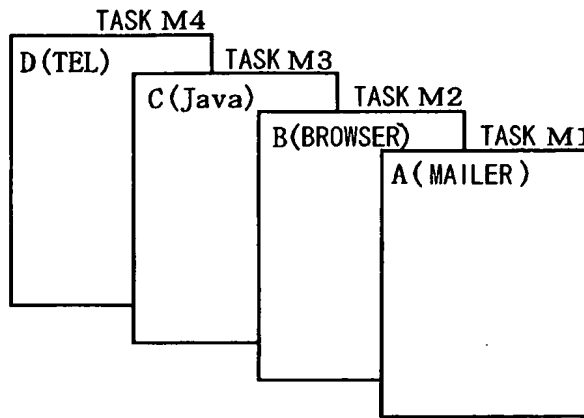 TASK M4
D(TEL)
TASK M3
C(Java)
TASK M2
B(BROWSER)
TASK M1
A(MAILER)